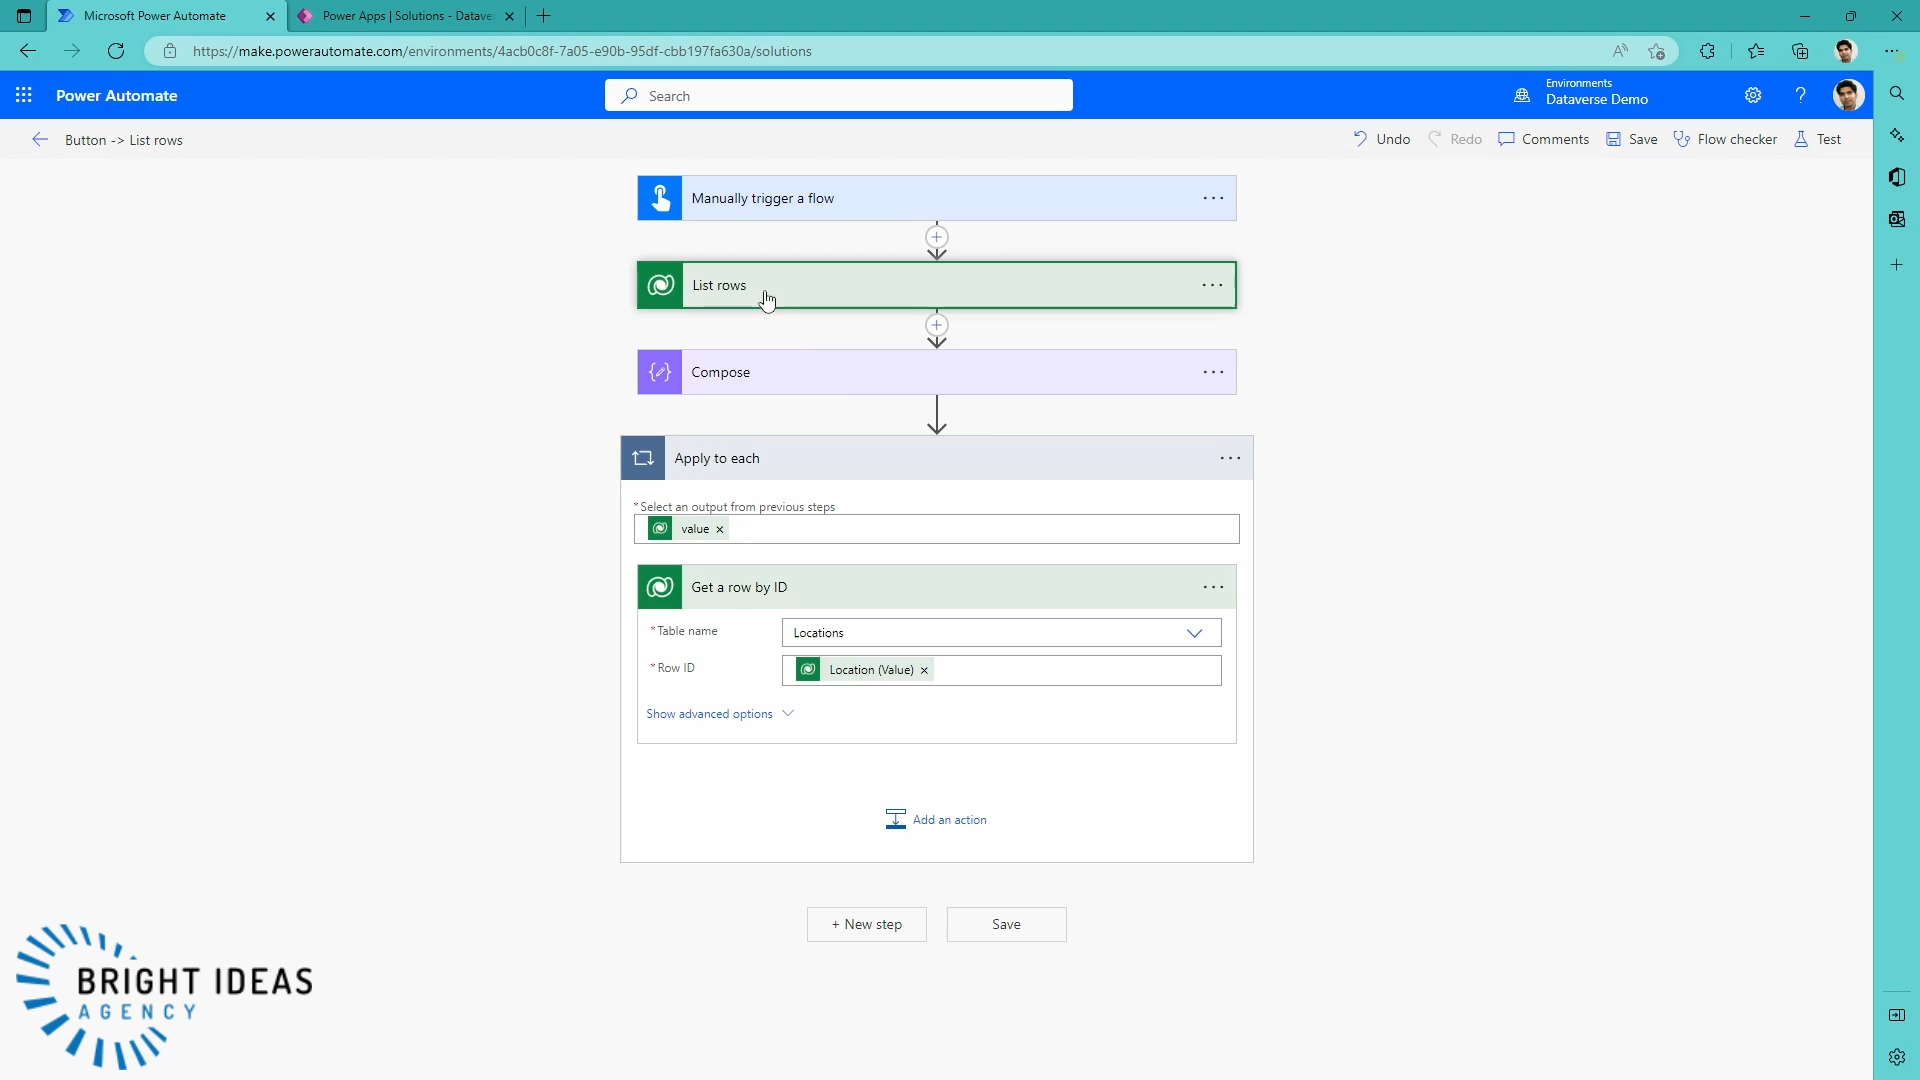 Microsoft Power Automate
Power Apps | Solutions - Datave
https://make.powerautomate.com/environments/4acb0c8f-7a05-e90b-95df-cbb197fa630a/solutions
Power Automate
Search
Environments
Dataverse Demo
Button -> List rows
Undo
Redo
Comments
Save
Flow checker
Test
Manually trigger a flow
List rows
Compose
Apply to each
*Select an output from previous steps
value
Get a row by ID
*Table name
Locations
*Row ID
Location (Value)
Show advanced options
Add an action
+ New step
Save
BRIGHT IDEAS
AGENCY